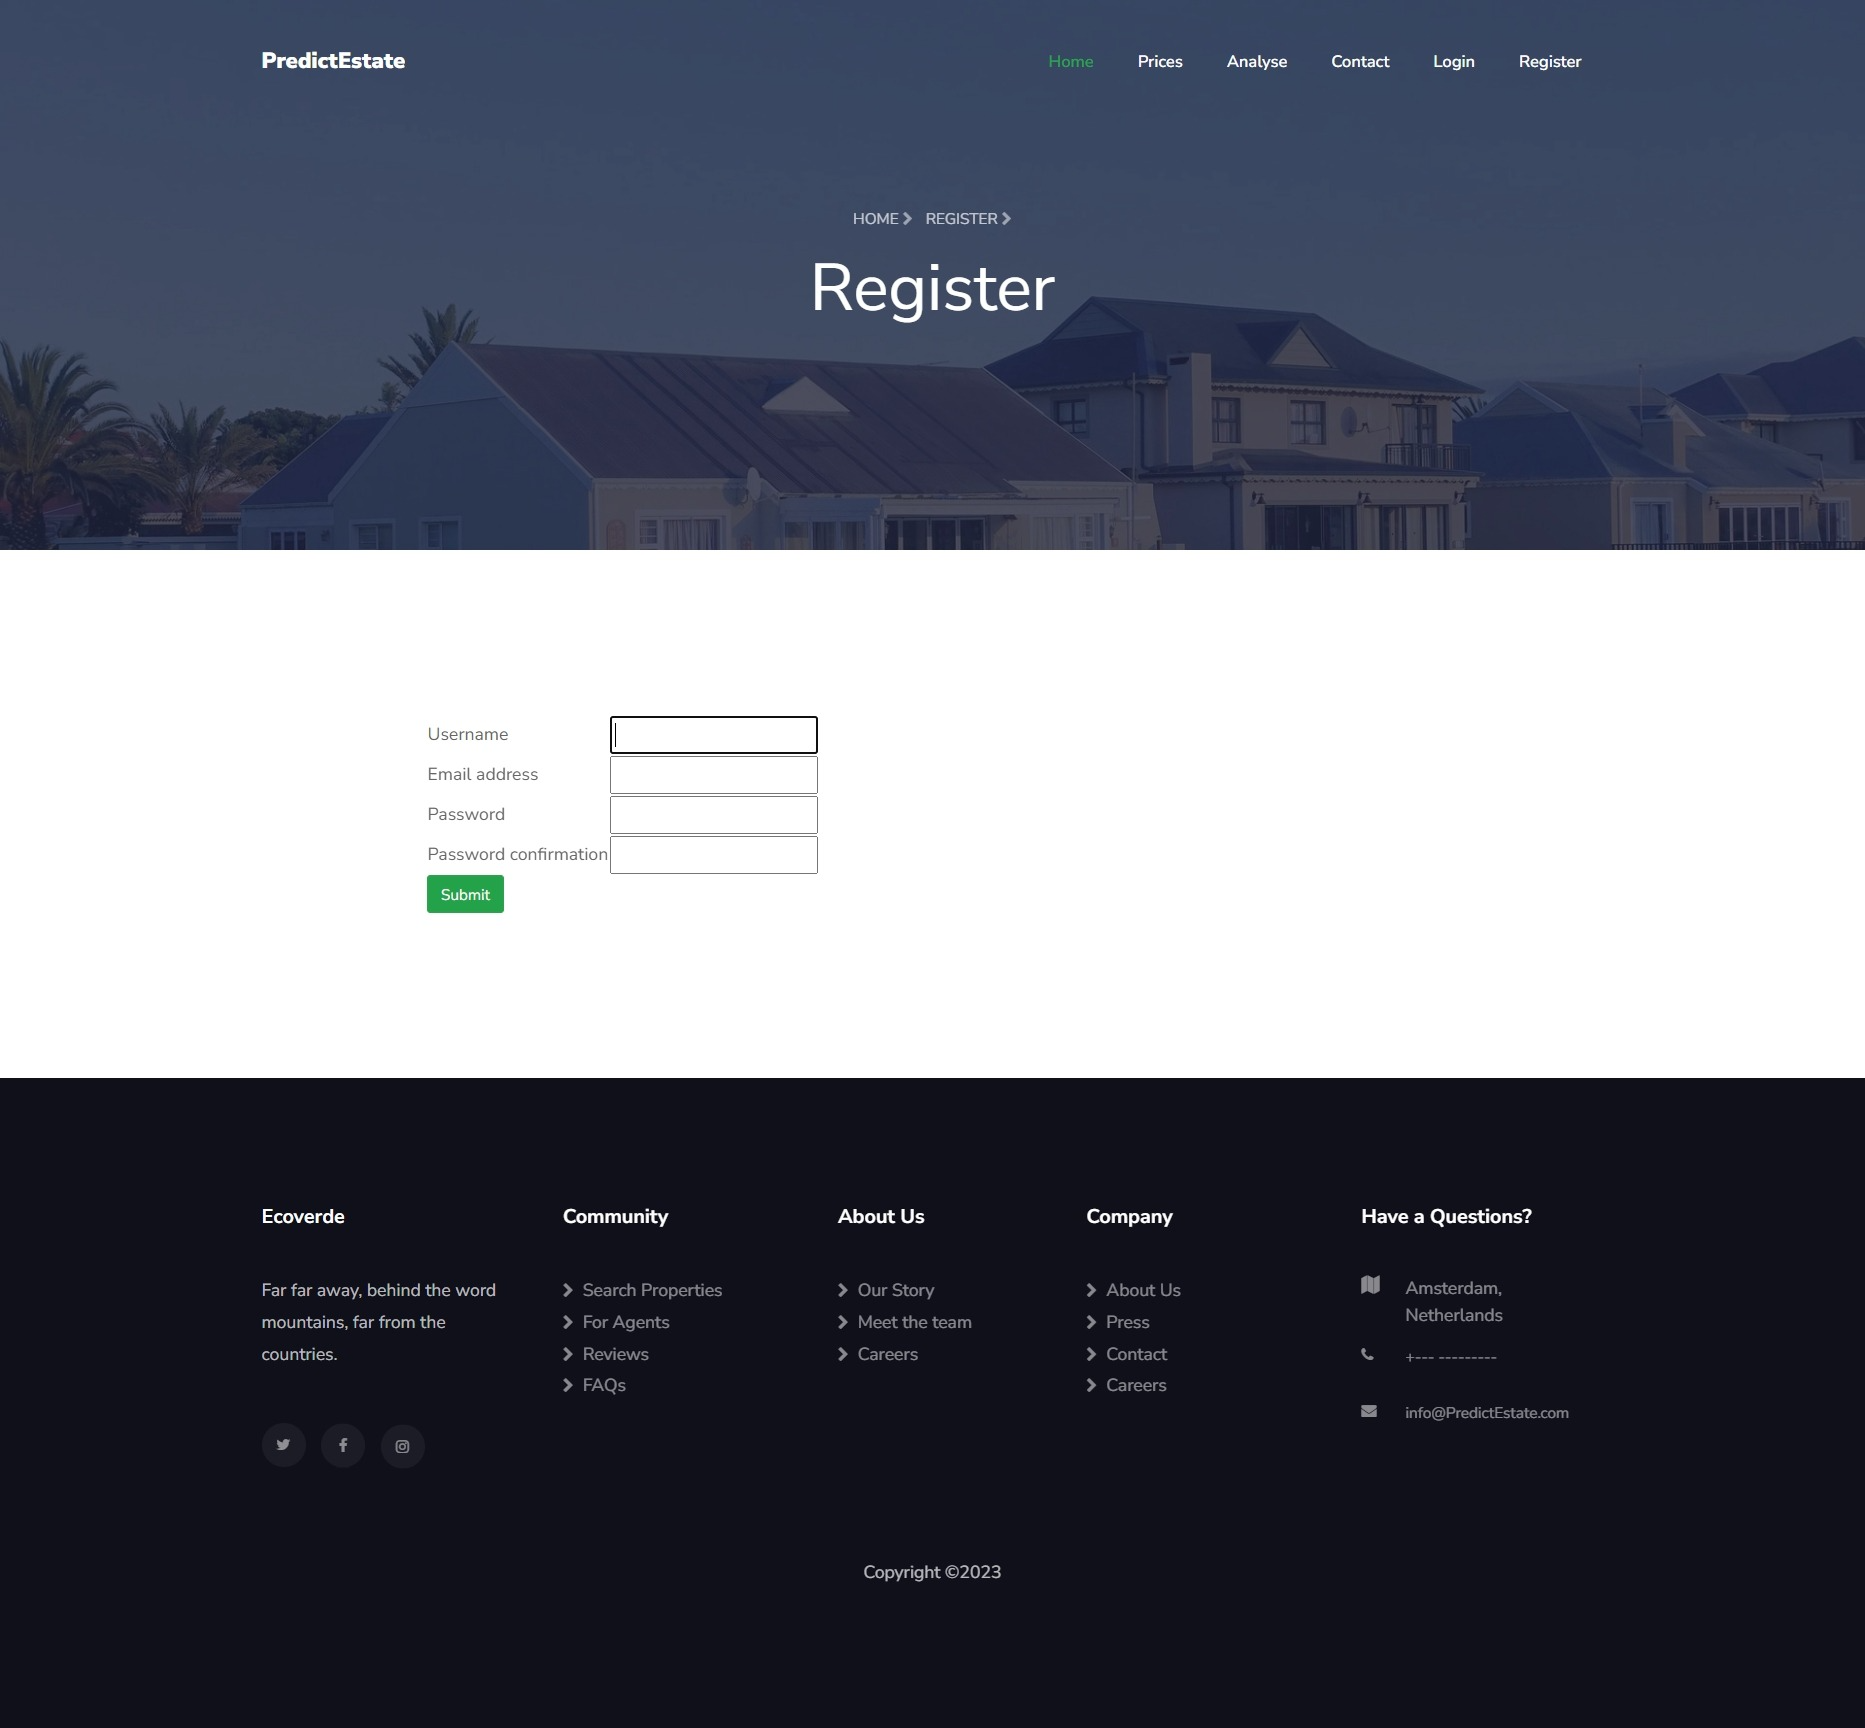 PredictEstate
Home Prices Analyse Contact Login Register
HOME REGISTER
Register
Username
Email address
Password
Password confirmation
Submit
Ecoverde
Far far away, behind the word
mountains, far from the
countries.
Community
Search Properties
For Agents
Reviews
FAQs
About Us
Our Story
Meet the team
Careers
Company
About Us
Press
Contact
Careers
Have a Questions?
Amsterdam,
Netherlands
+--- ---------
info@PredictEstate.com
Copyright ©2023